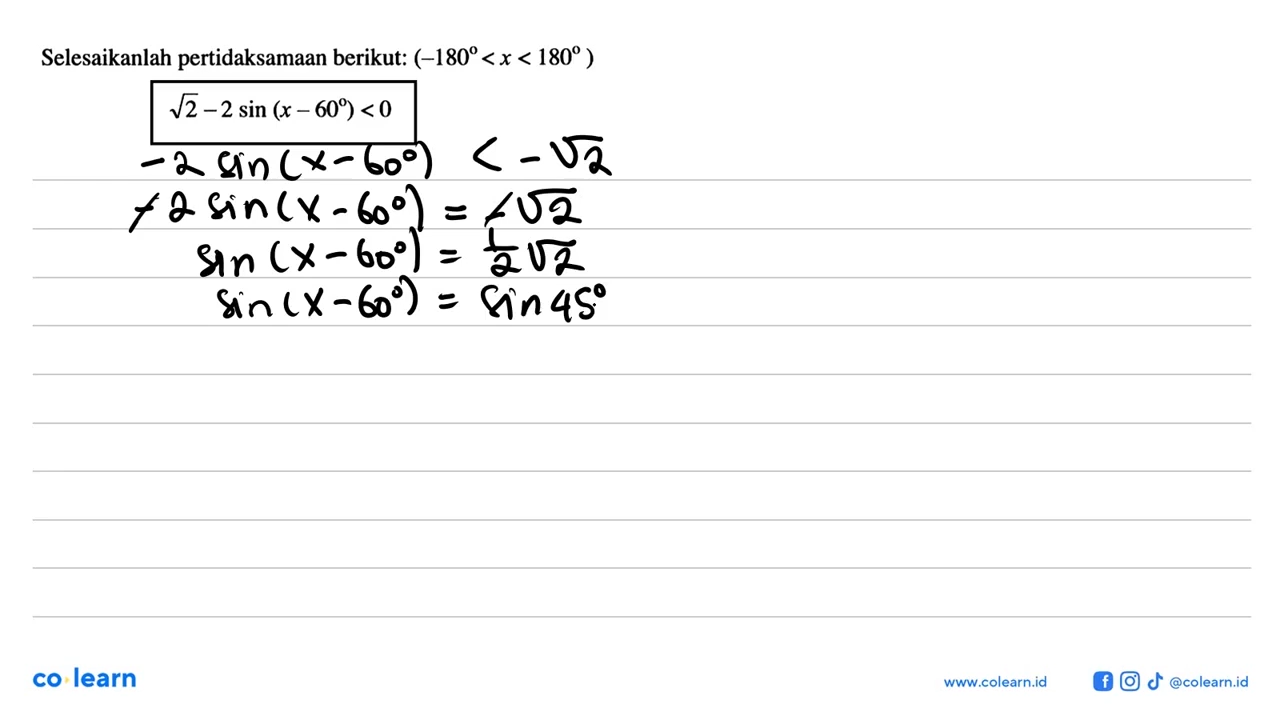 Selesaikanlah pertidaksamaan berikut: (–180° < x < 180° )
√2 – 2 sin (x – 60°) < 0
-2 sin(x-60°) < -√2
-2 sin(x-60°) = -√2
sin(x-60°) = 1/2 √2
sin(x-60°) = sin 45°
co learn
www.colearn.id
@colearn.id